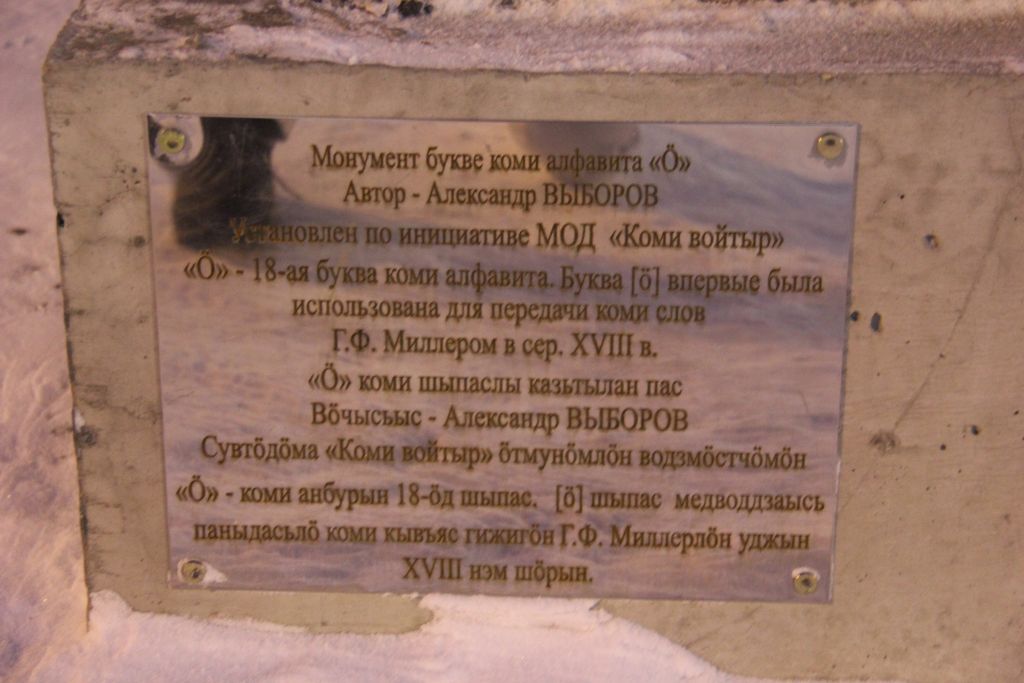 Монумент букве коми алфавита «Ӧ»
Автор - Александр ВЫБОРОВ
Установлен по инициативе МОД «Коми войтыр»
«Ӧ» - 18-ая буква коми алфавита. Буква [ӧ] впервые была
использована для передачи коми слов
Г.Ф. Миллером в сер. XVIII в.
«Ӧ» коми шыпаслы казьтылан пас
Вӧчысьыс - Александр ВЫБОРОВ
Сувтӧдӧма «Коми войтыр» ӧтмунӧмлӧн водзмӧстчӧмӧн
«Ӧ» - коми анбурын 18-ӧд шыпас. [ӧ] шыпас медводдзаысь
паныдасьлӧ коми кывъяс гижигӧн Г.Ф. Миллерлӧн уджын
XVIII нэм шӧрын.